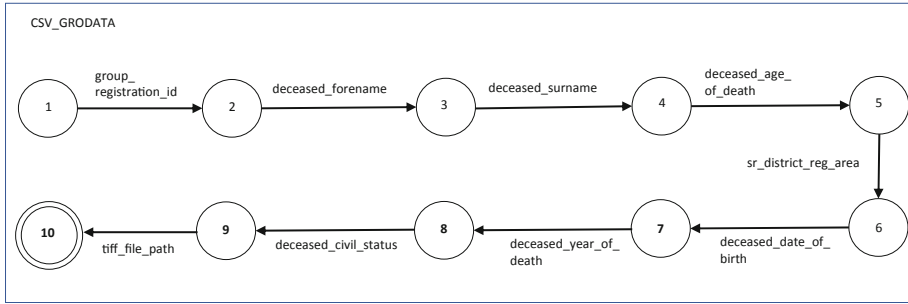 CSV_GRODATA
1
group_
registration_id
2
deceased_forename
3
deceased_surname
4
deceased_age_
of_death
5
sr_district_reg_area
6
deceased_date_of_
birth
7
deceased_year_of_
death
8
deceased_civil_status
9
tiff_file_path
10